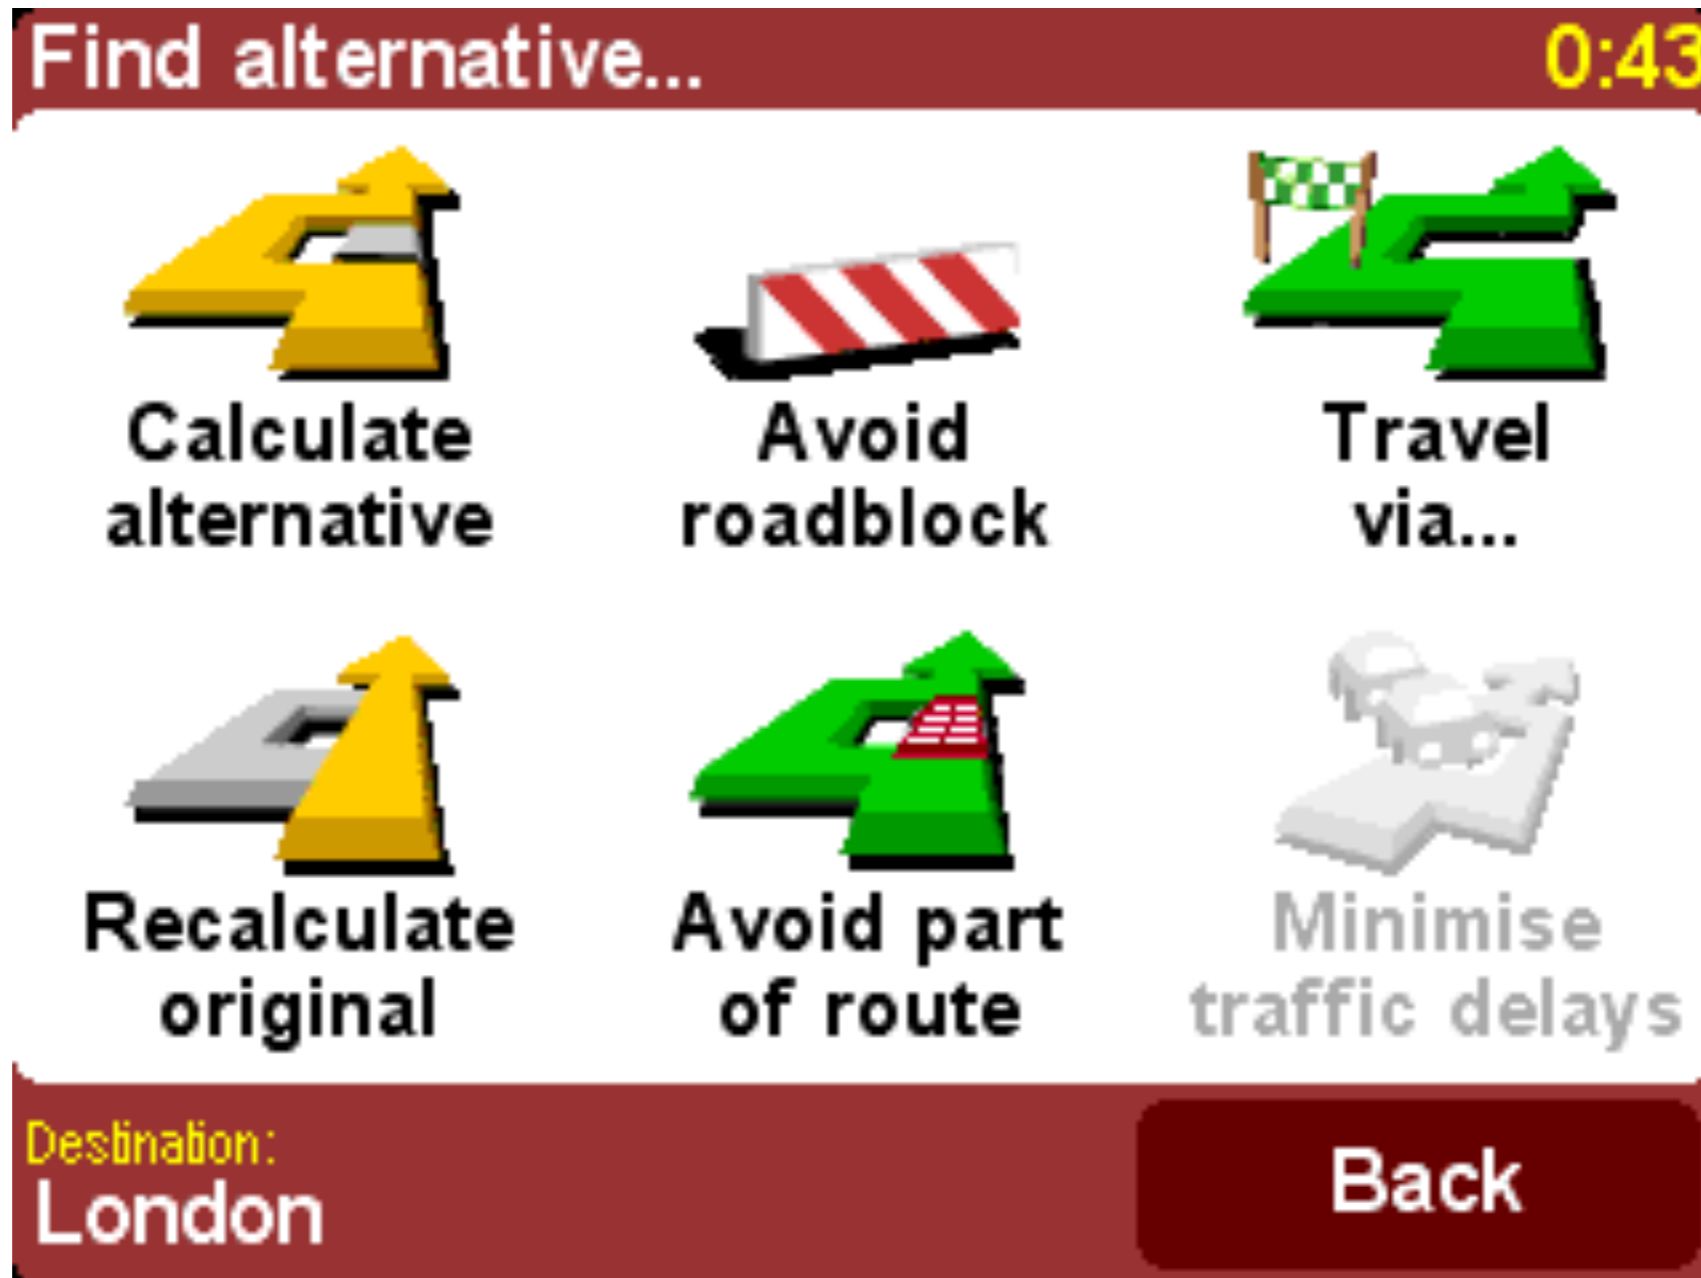 Find alternative... 0:43
Calculate
alternative
Avoid
roadblock
Travel
via...
Recalculate
original
Avoid part
of route
Minimise
traffic delays
Destination:
London
Back